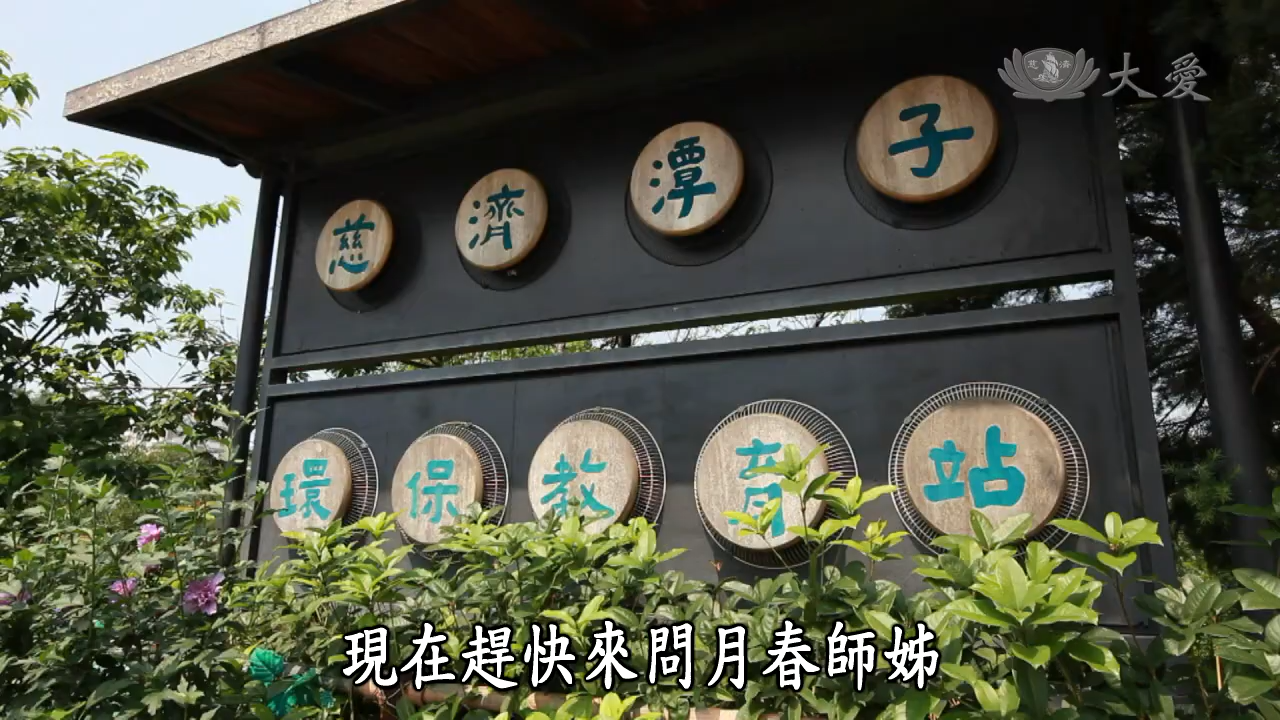 大愛
慈濟潭子
環保教育站
現在趕快來問月春師姊